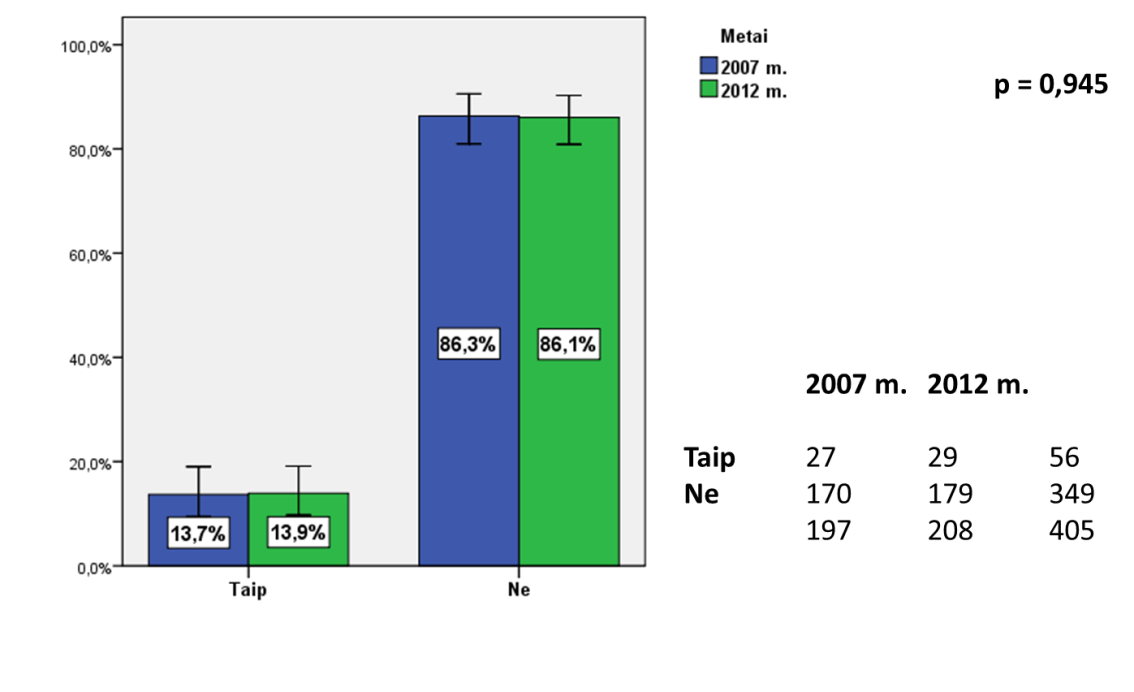 100,0%
80,0%
60,0%
40,0%
20,0%
0,0%
13,7%
13,9%
86,3%
86,1%
Taip
Ne
Metai
2007 m.
2012 m.
p = 0,945
2007 m. 2012 m.
Taip 27 29 56
Ne 170 179 349
197 208 405